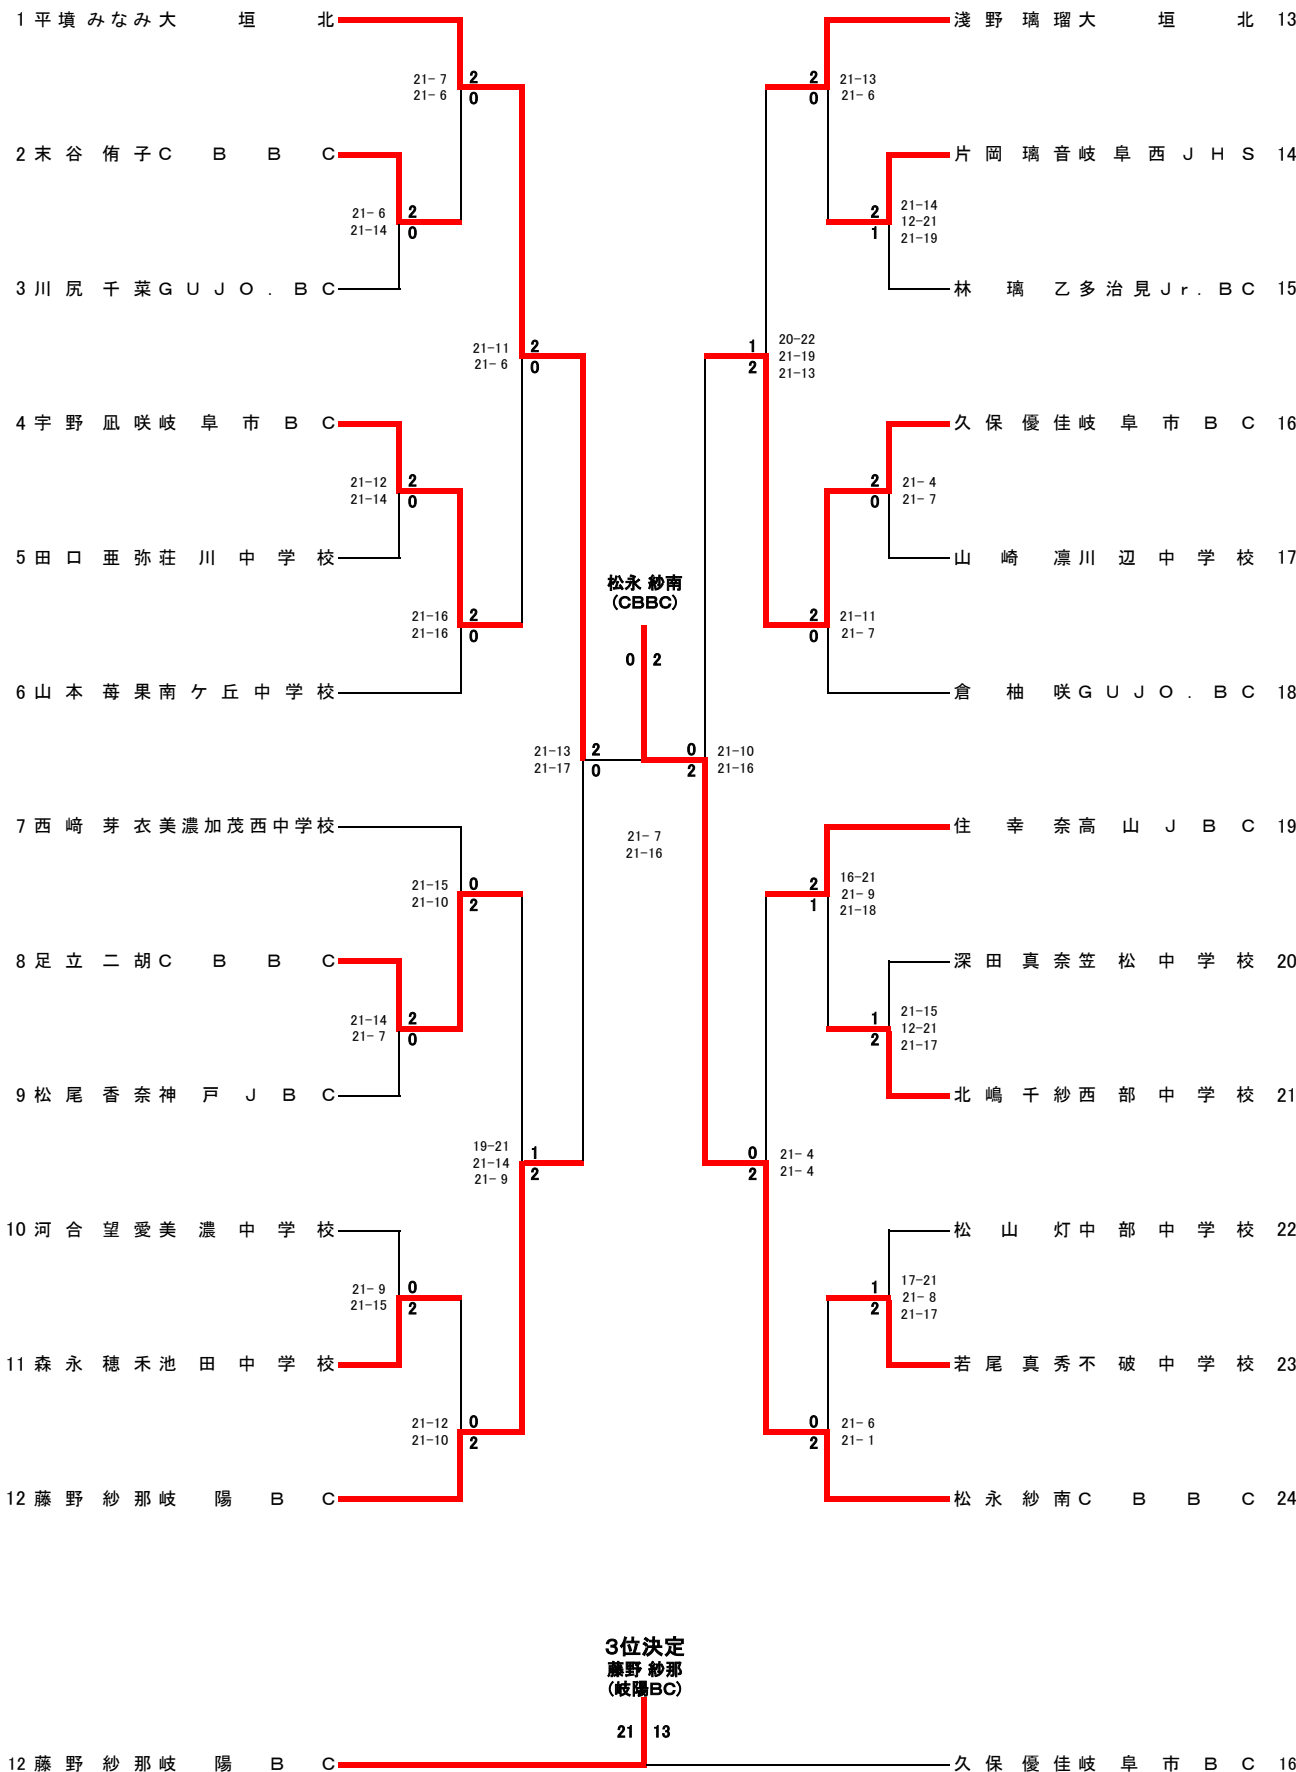 1 平墳 みなみ 大垣北
21- 7 2
21- 6 0
2 末谷侑子 CBBC
21- 6 2
21-14 0
3 川尻千菜 GUJO.BC
21-11 2
21- 6 0
4 宇野凪咲 岐阜市BC
21-12 2
21-14 0
5 田口亜弥 荘川中学校
21-16 2
21-16 0
6 山本苺果 南ケ丘中学校
21-13 2
21-17 0
7 西﨑芽衣 美濃加茂西中学校
21-15 0
21-10 2
8 足立二胡 CBBC
21-14 2
21- 7 0
9 松尾香奈 神戸JBC
19-21 1
21-14
21- 9 2
10 河合望愛 美濃中学校
21- 9 0
21-15 2
11 森永穂禾 池田中学校
21-12 0
21-10 2
12 藤野紗那 岐陽BC
松永 紗南
(CBBC)
0 2
21- 7
21-16
淺野璃瑠 大垣北 13
2 21-13
0 21- 6
片岡璃音 岐阜西JHS 14
2 21-14
12-21
1 21-19
林璃乙 多治見Jr.BC 15
1 20-22
21-19
2 21-13
久保優佳 岐阜市BC 16
2 21- 4
0 21- 7
山崎凛 川辺中学校 17
2 21-11
0 21- 7
倉柚咲 GUJO.BC 18
0 21-10
2 21-16
住幸奈 高山JBC 19
2 16-21
21- 9
1 21-18
深田真奈 笠松中学校 20
1 21-15
12-21
2 21-17
北嶋千紗 西部中学校 21
0 21- 4
2 21- 4
松山灯 中部中学校 22
1 17-21
21- 8
2 21-17
若尾真秀 不破中学校 23
0 21- 6
2 21- 1
松永紗南 CBBC 24
3位決定
藤野 紗那
(岐陽BC)
21 13
12 藤野紗那 岐陽BC
久保優佳 岐阜市BC 16